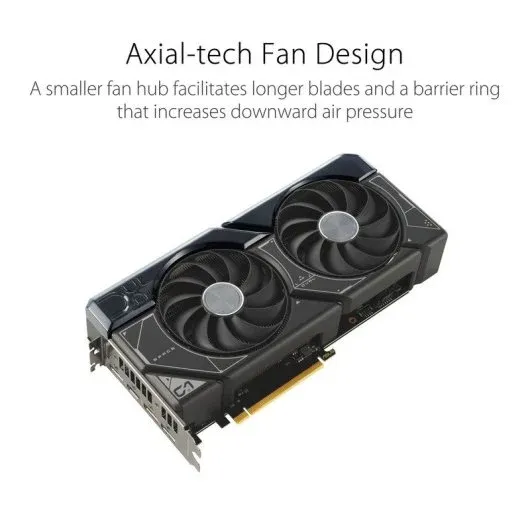 Axial-tech Fan Design
A smaller fan hub facilitates longer blades and a barrier ring
that increases downward air pressure